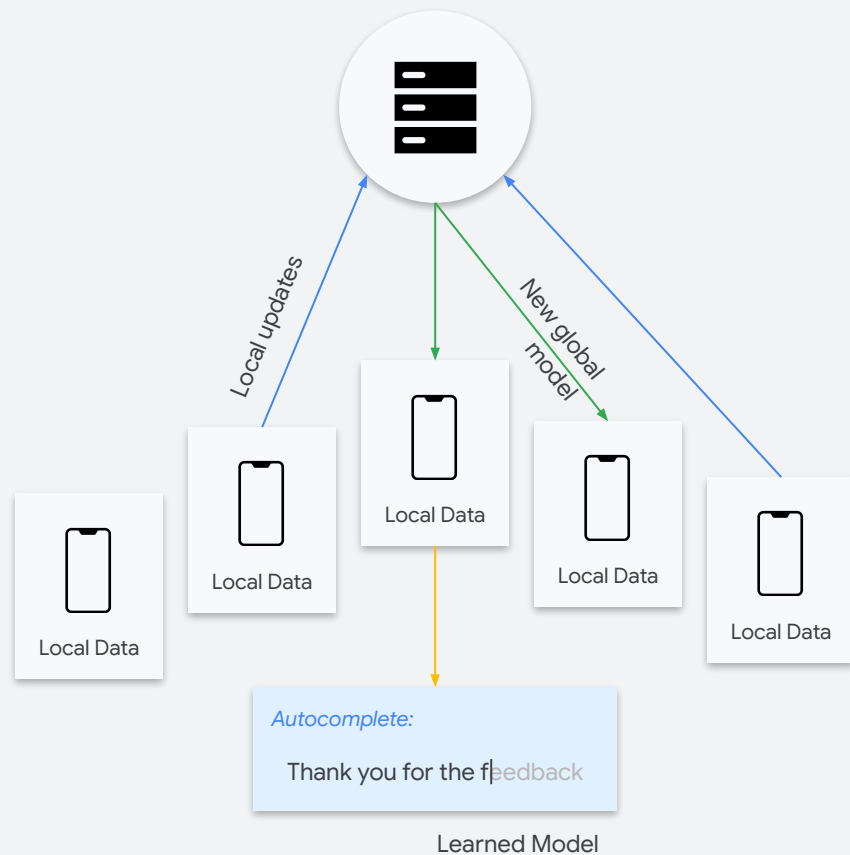 Local updates
New global
model
Local Data
Local Data
Local Data
Local Data
Local Data
Autocomplete:
Thank you for the feedback
Learned Model